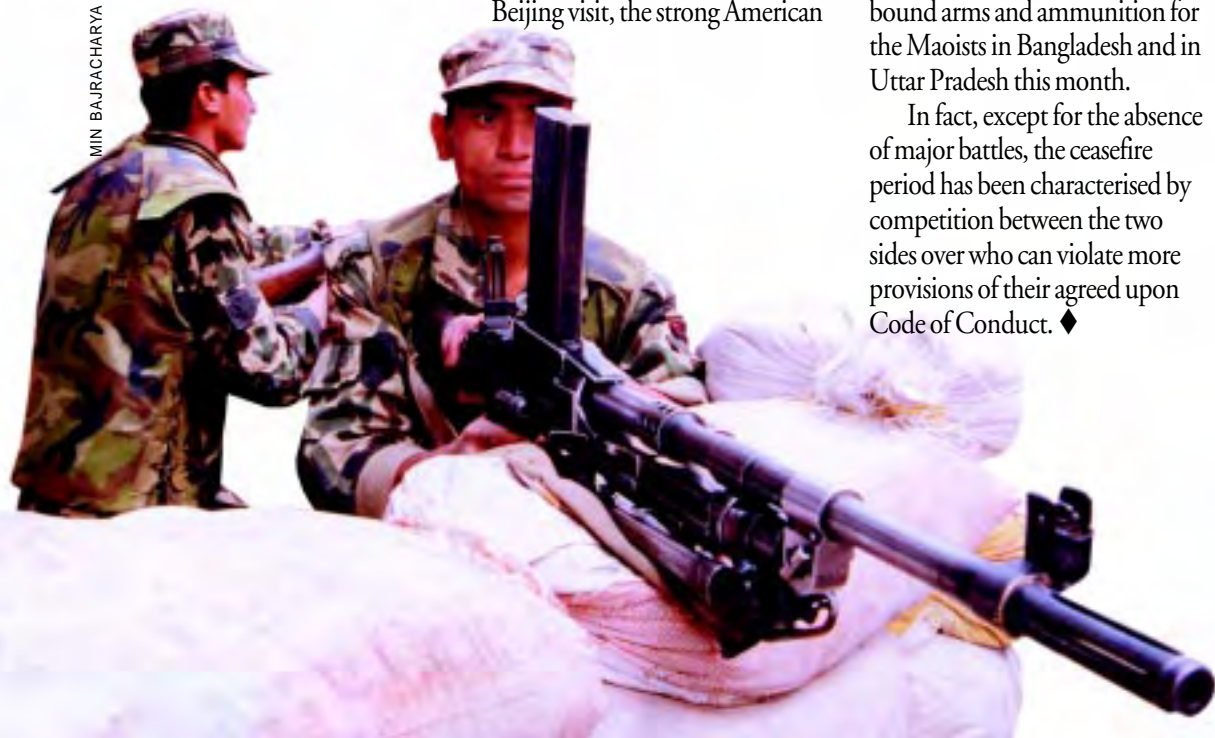 MIN BAJRACHARYA
Beijing visit, the strong American
bound arms and ammunition for
the Maoists in Bangladesh and in
Uttar Pradesh this month.
In fact, except for the absence
of major battles, the ceasefire
period has been characterised by
competition between the two
sides over who can violate more
provisions of their agreed upon
Code of Conduct. ♦